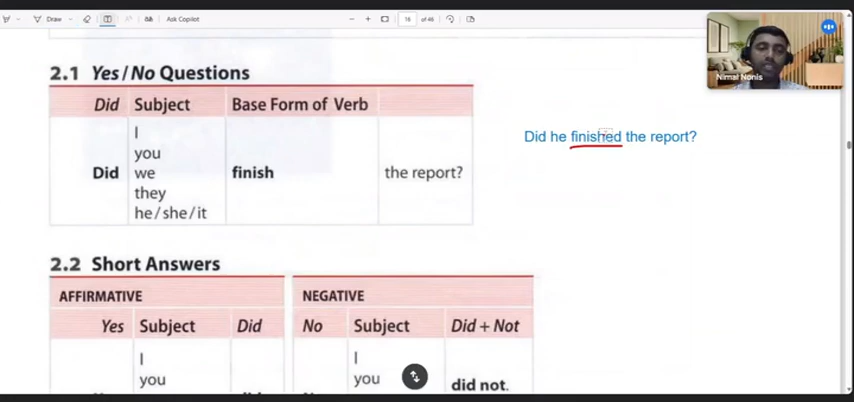 Draw
Ask Copilot
16 of 46
Nimal Nonis
2.1 Yes/No Questions
Did Subject Base Form of Verb
I
you
Did we finish the report?
they
he/she/it
Did he finished the report?
2.2 Short Answers
AFFIRMATIVE NEGATIVE
Yes Subject Did No Subject Did + Not
I I
you you did not.